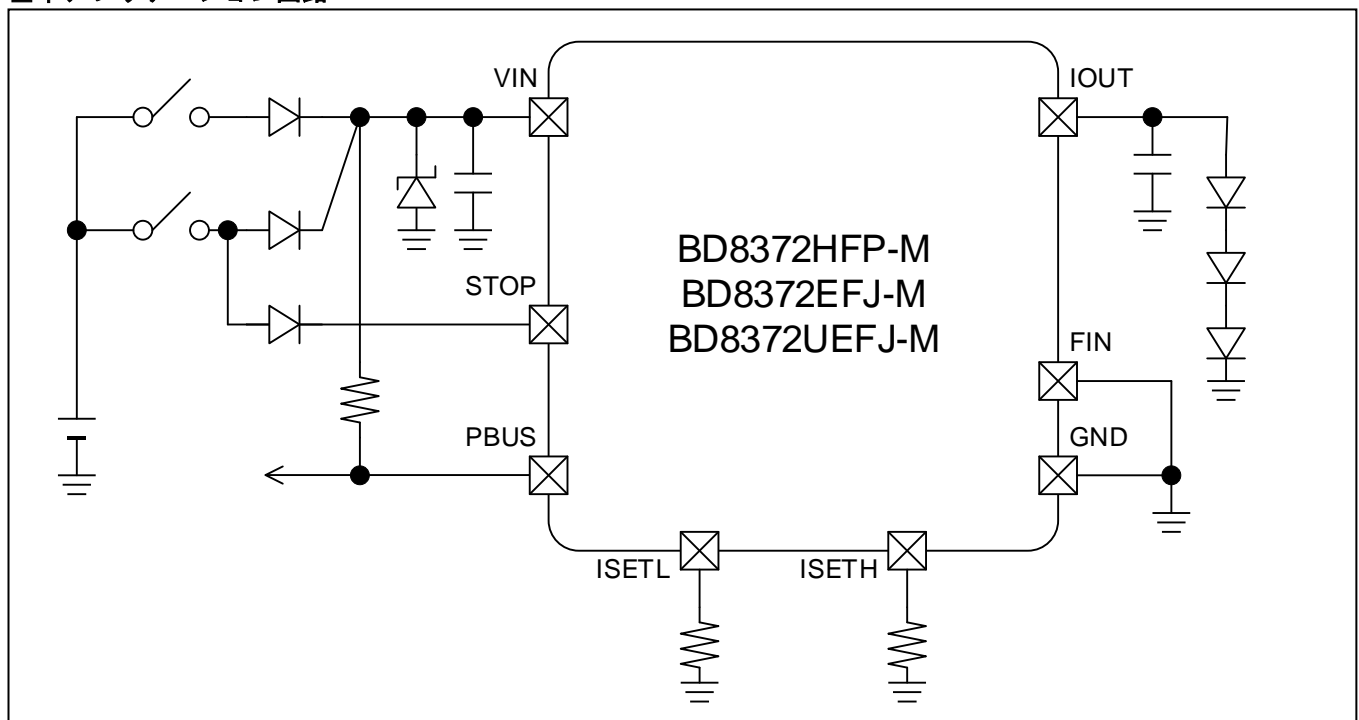 VIN
IOUT
STOP
BD8372HFP-M
BD8372EFJ-M
BD8372UEFJ-M
FIN
PBUS
GND
ISETL
ISETH